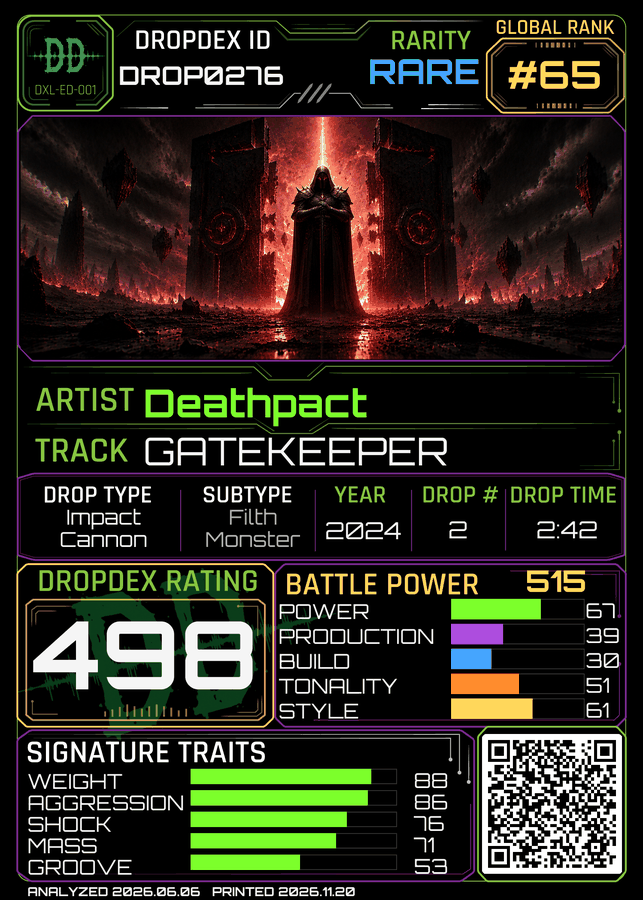 DD
DXL-ED-001
DROPDEX ID
DROP0276
RARITY
RARE
GLOBAL RANK
#65
ARTIST Deathpact
TRACK GATEKEEPER
DROP TYPE
Impact
Cannon
SUBTYPE
Filth
Monster
YEAR
2024
DROP #
2
DROP TIME
2:42
DROPDEX RATING
498
BATTLE POWER 515
POWER 67
PRODUCTION 39
BUILD 30
TONALITY 51
STYLE 61
SIGNATURE TRAITS
WEIGHT 88
AGGRESSION 86
SHOCK 76
MASS 71
GROOVE 53
ANALYZED 2026.06.06 PRINTED 2026.11.20